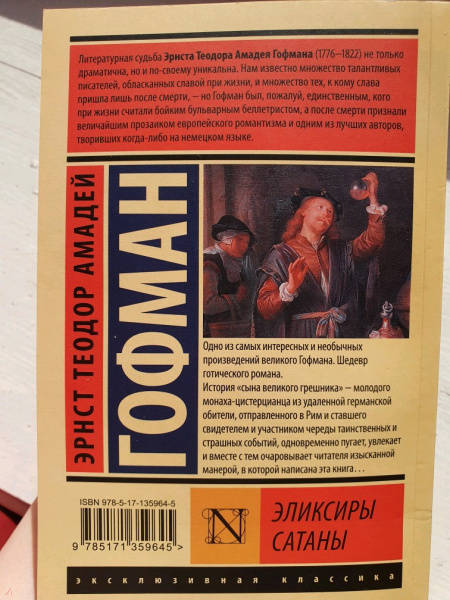 Литературная судьба Эрнста Теодора Амадея Гофмана (1776–1822) не только
драматична, но и по-своему уникальна. Нам известно множество талантливых
писателей, обласканных славой при жизни, и множество тех, к кому слава
пришла лишь после смерти, – но Гофман был, пожалуй, единственным, кого
при жизни считали бойким бульварным беллетристом, а после смерти признали
величайшим прозаиком европейского романтизма и одним из лучших авторов,
творивших когда-либо на немецком языке.
ЭРНСТ ТЕОДОР АМАДЕЙ
ГОФМАН
Одно из самых интересных и необычных
произведений великого Гофмана. Шедевр
готического романа.
История «сына великого грешника» – молодого
монаха-цистерцианца из удаленной германской
обители, отправленного в Рим и ставшего
свидетелем и участником череды таинственных и
страшных событий, одновременно пугает, увлекает
и вместе с тем очаровывает читателя изысканной
манерой, в которой написана эта книга…
ISBN 978-5-17-135964-5
9 785171 359645 >
N
ЭЛИКСИРЫ
САТАНЫ
эксклюзивная классика